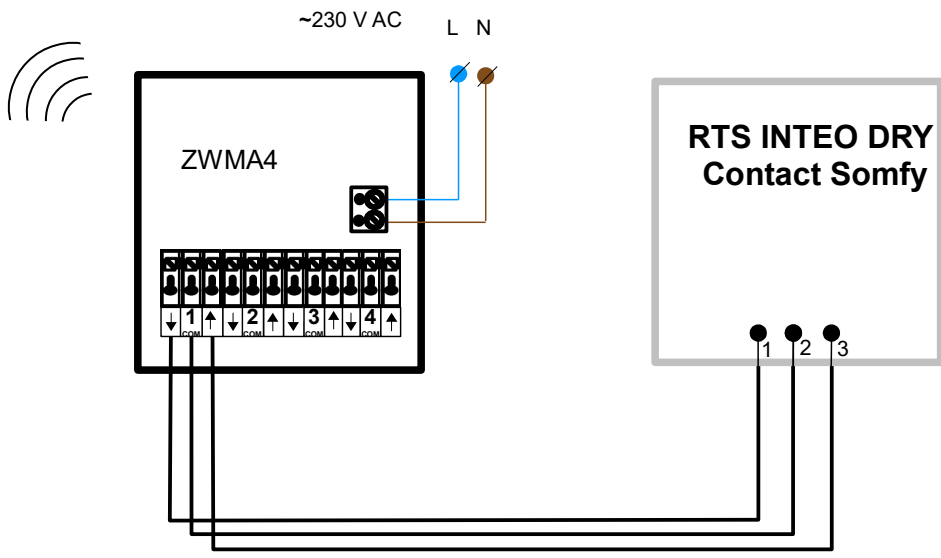 ~230 V AC
L N
ZWMA4
RTS INTEO DRY
Contact Somfy
↓ 1 ↑ ↓ 2 ↑ ↓ 3 ↑ ↓ 4 ↑
COM COM COM COM
1 2 3